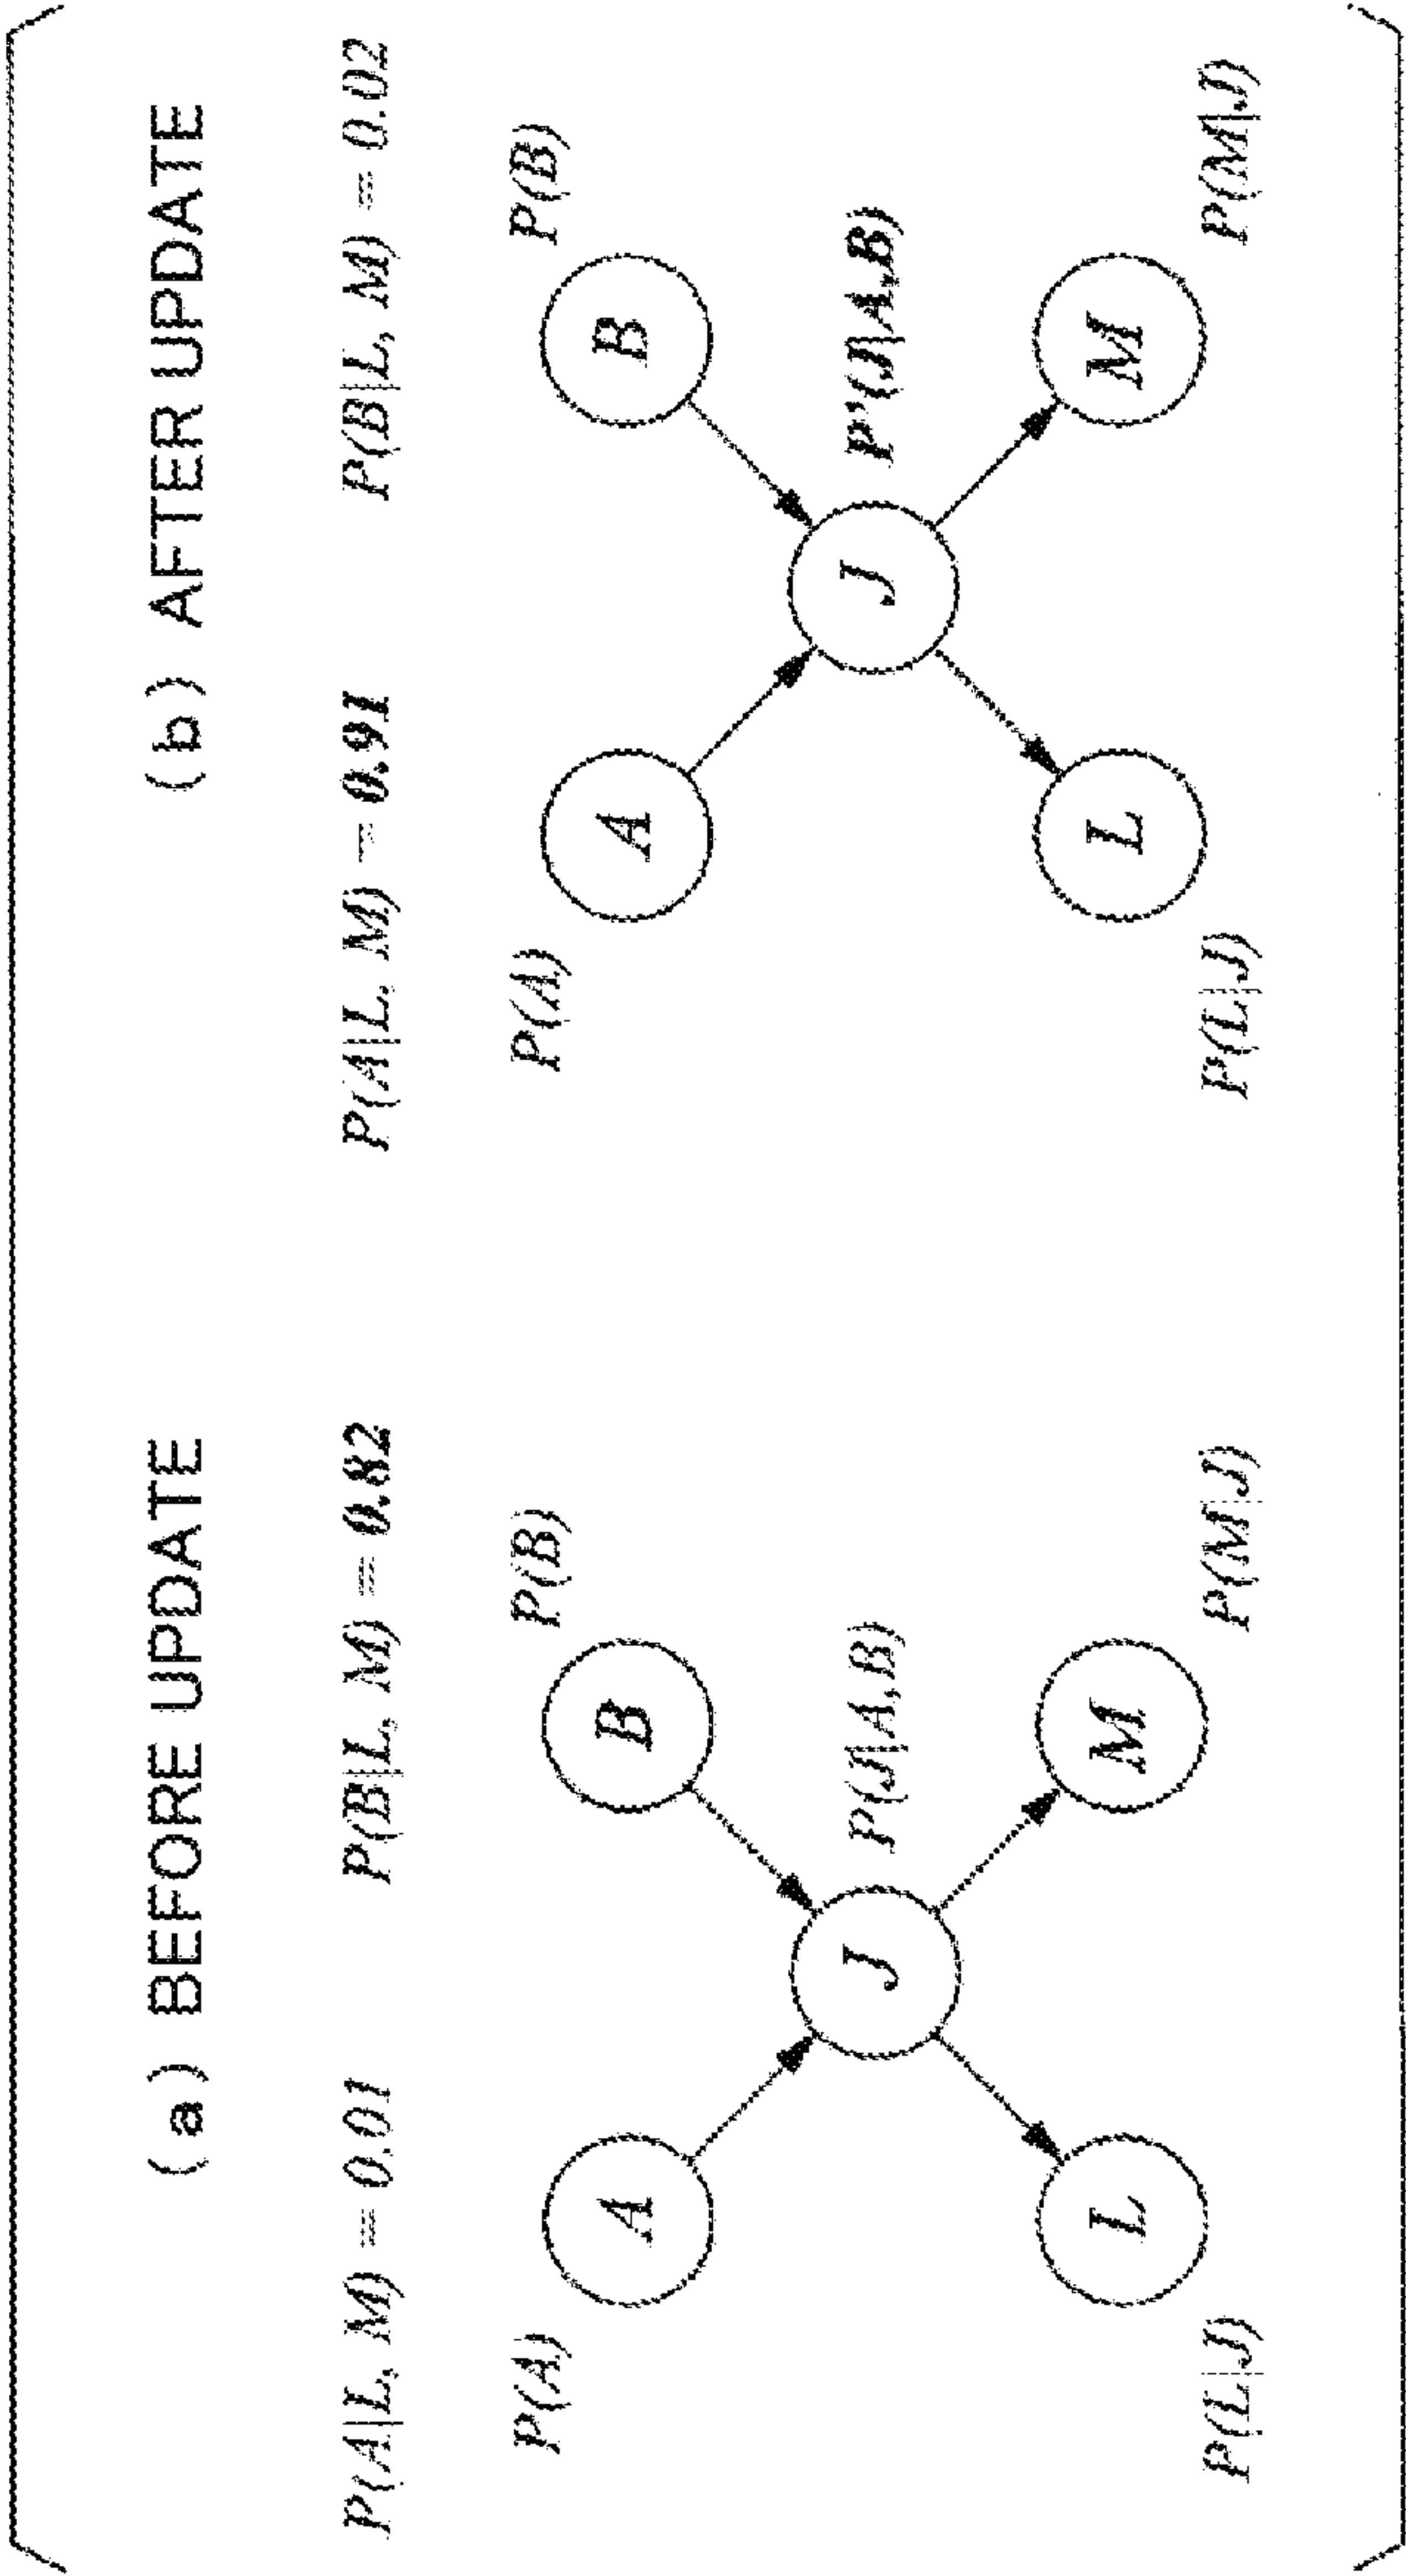 (a) BEFORE UPDATE
P(A|L, M) = 0.01 P(B|L, M) = 0.82
P(A) P(B)
A B
J P(J|A,B)
L M
P(L|J) P(M|J)
(b) AFTER UPDATE
P(A|L, M) = 0.91 P(B|L, M) = 0.02
P(A) P(B)
A B
J P'(J|A,B)
L M
P(L|J) P(M|J)